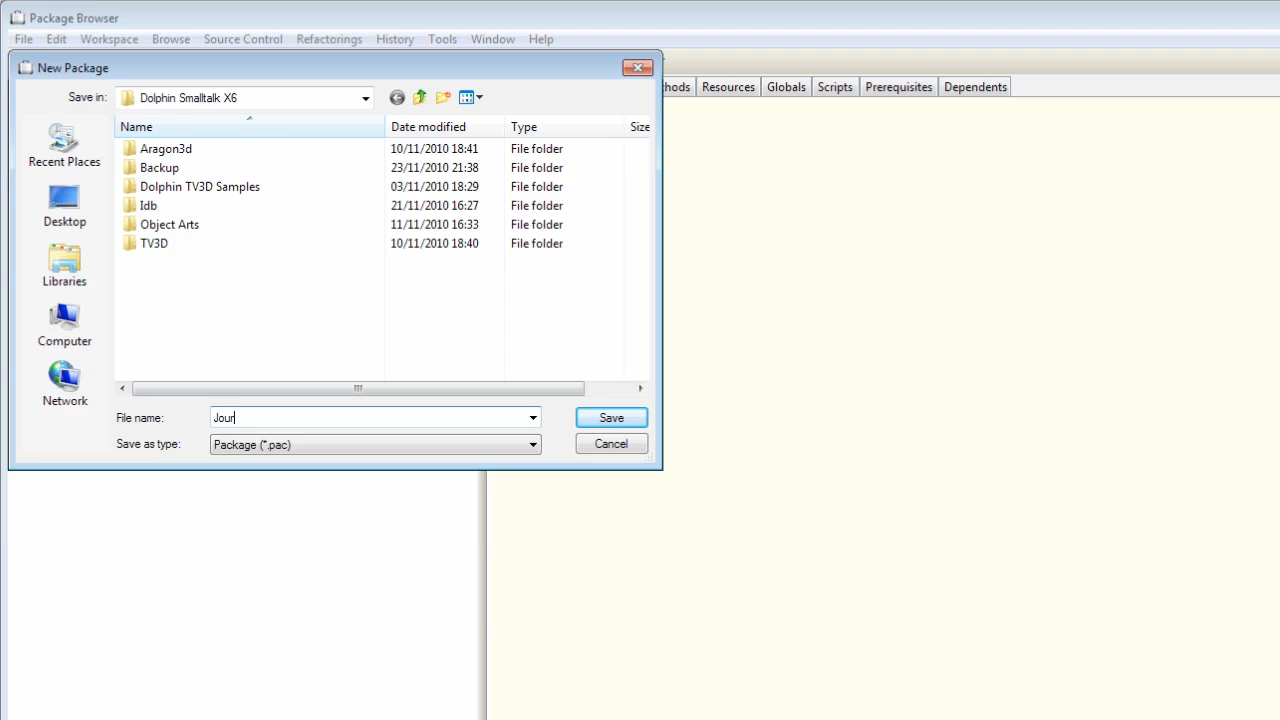 Package Browser
File Edit Workspace Browse Source Control Refactorings History Tools Window Help
New Package
Save in: Dolphin Smalltalk X6
hods Resources Globals Scripts Prerequisites Dependents
Name Date modified Type Size
Aragon3d 10/11/2010 18:41 File folder
Backup 23/11/2010 21:38 File folder
Dolphin TV3D Samples 03/11/2010 18:29 File folder
Idb 21/11/2010 16:27 File folder
Object Arts 11/11/2010 16:33 File folder
TV3D 10/11/2010 18:40 File folder
Recent Places
Desktop
Libraries
Computer
Network
File name: Jour Save
Save as type: Package (*.pac) Cancel